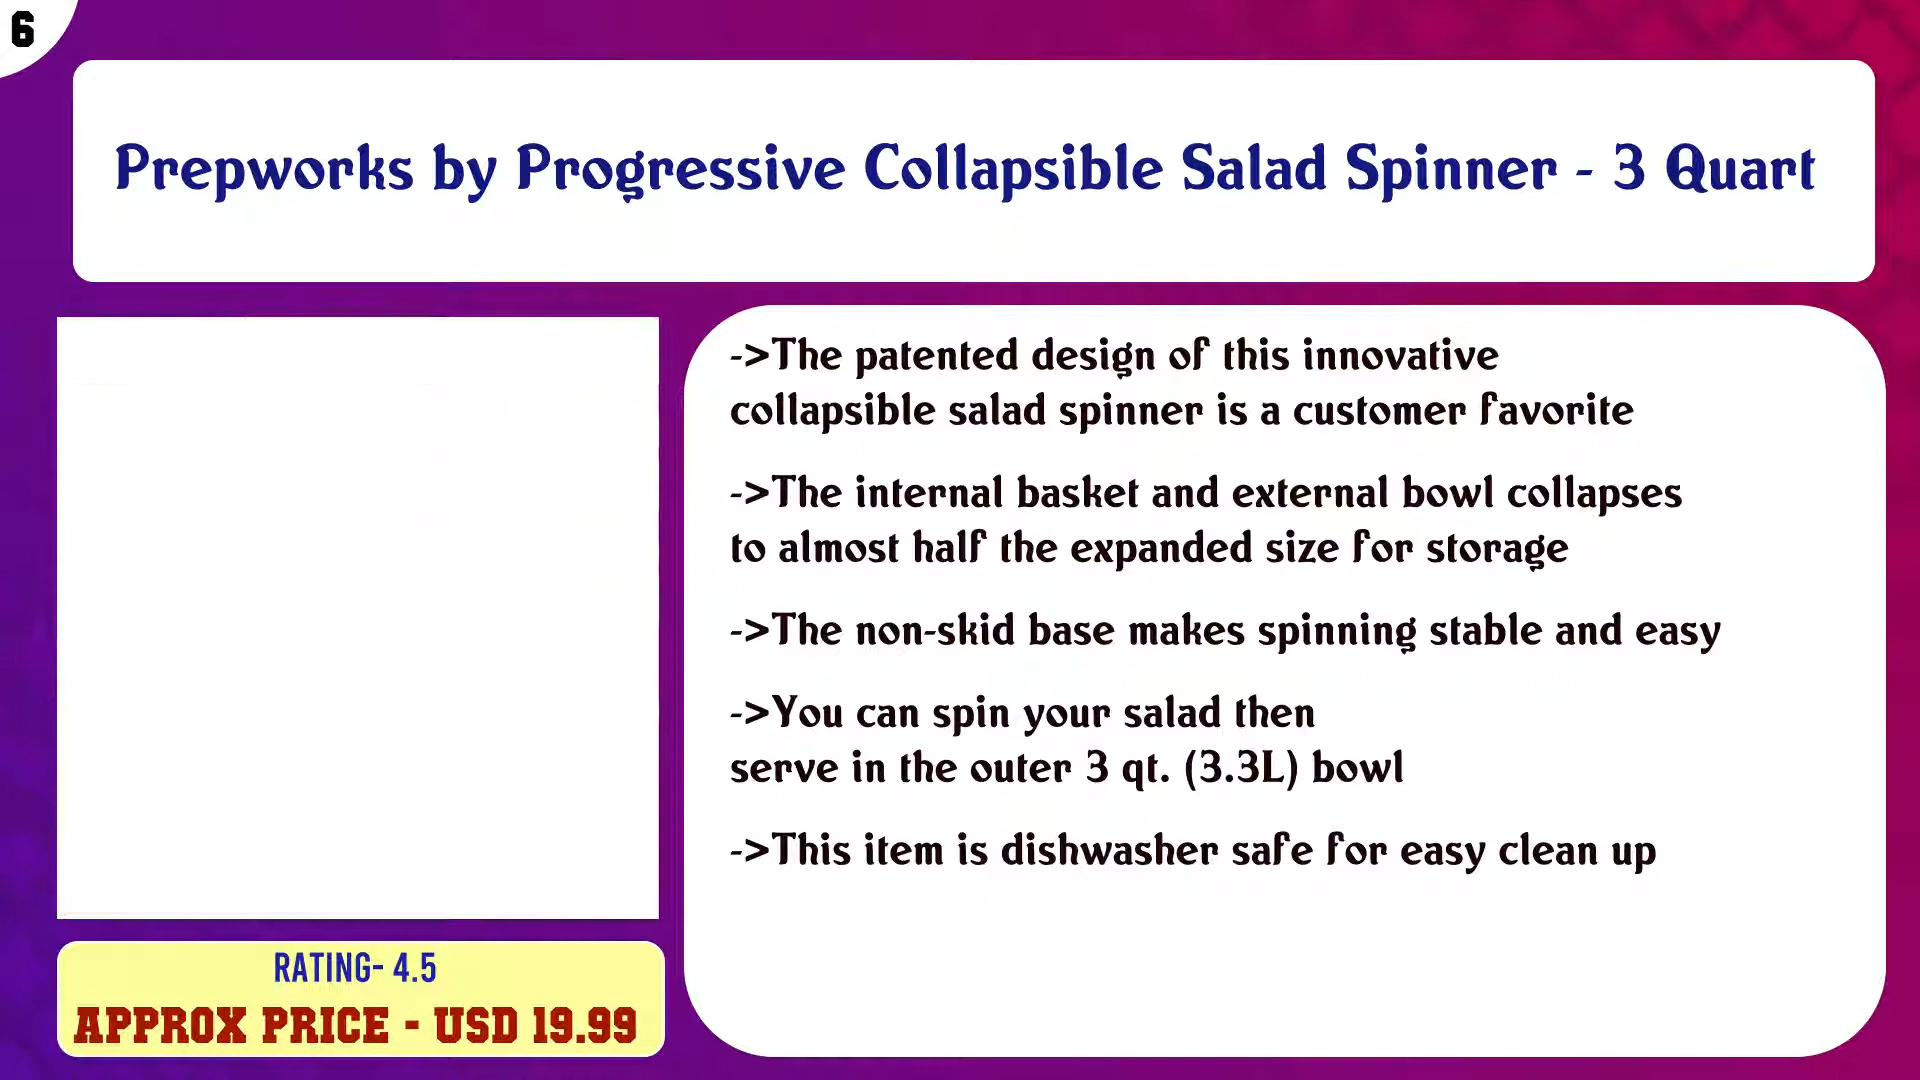 6
Prepworks by Progressive Collapsible Salad Spinner - 3 Quart
->The patented design of this innovative
collapsible salad spinner is a customer favorite
->The internal basket and external bowl collapses
to almost half the expanded size for storage
->The non-skid base makes spinning stable and easy
->You can spin your salad then
serve in the outer 3 qt. (3.3L) bowl
->This item is dishwasher safe for easy clean up
RATING- 4.5
APPROX PRICE - USD 19.99